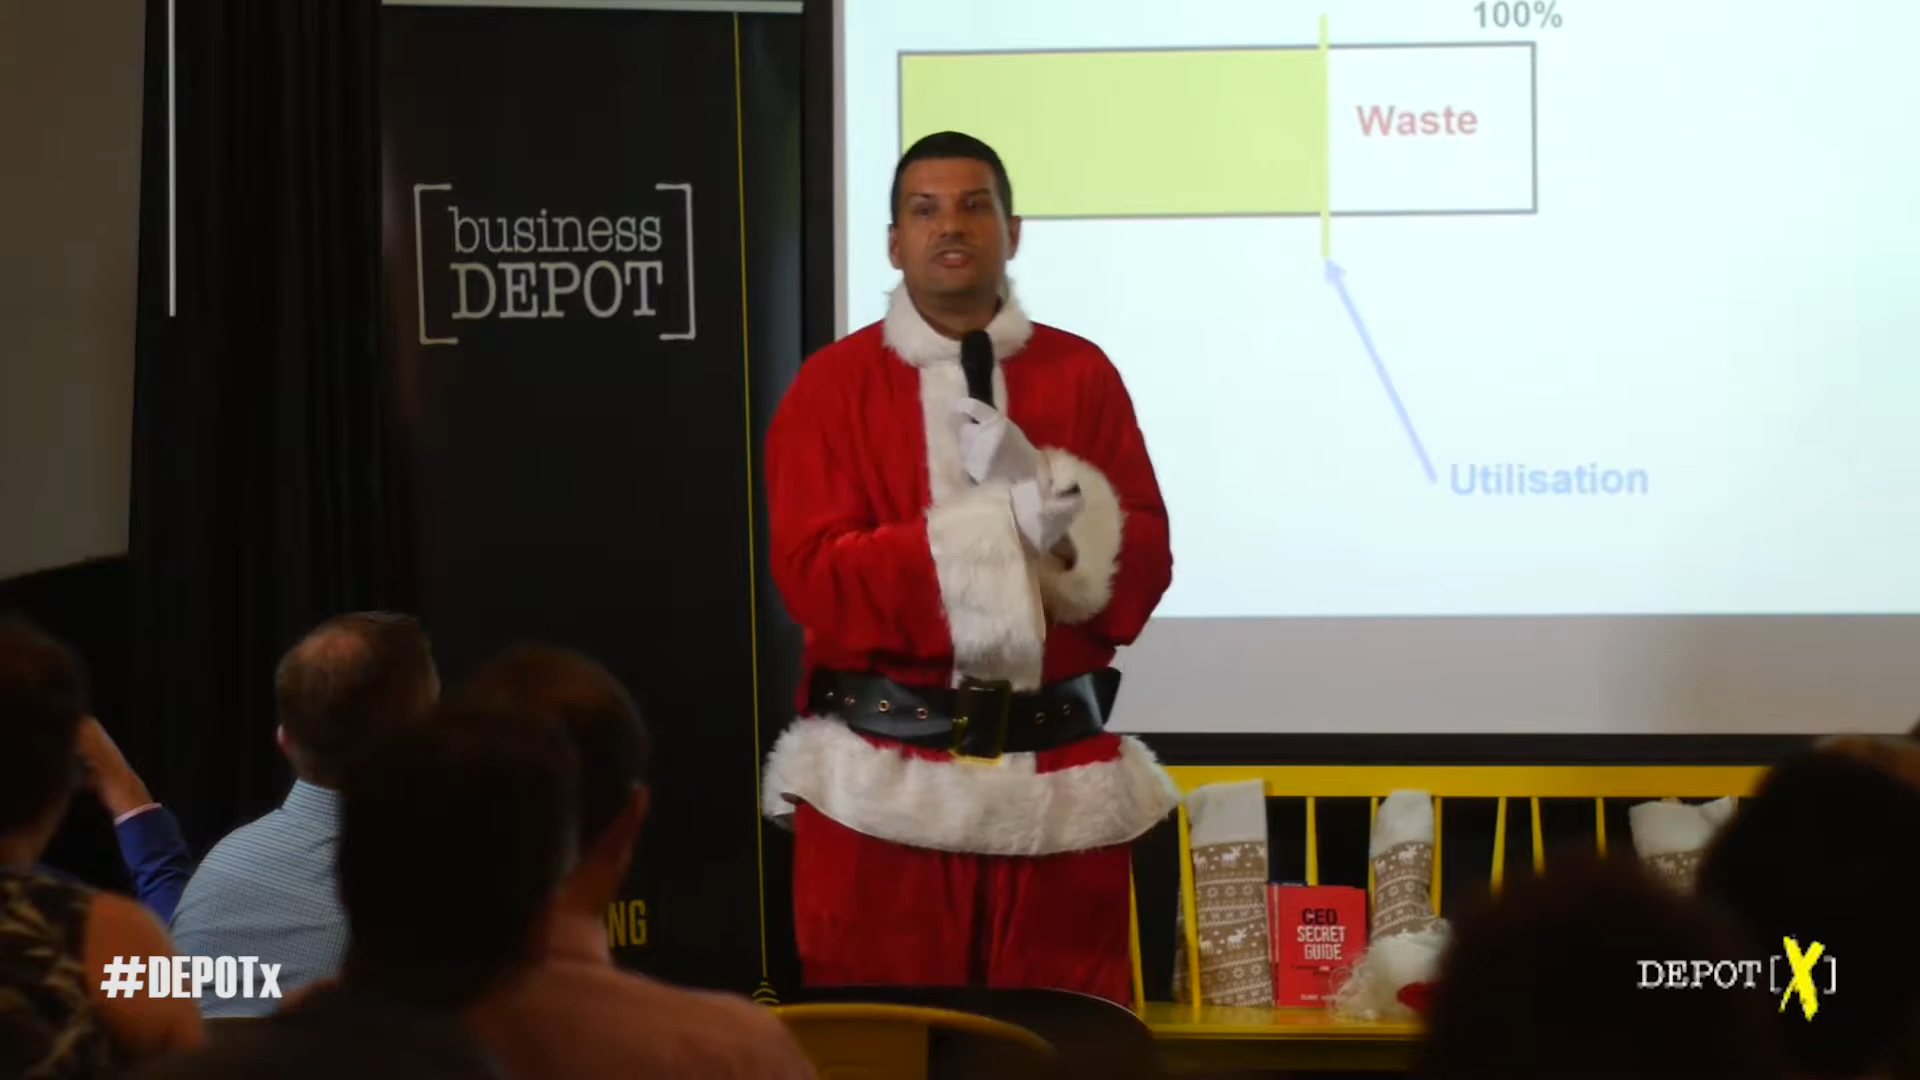 100%
Waste
Utilisation
[business
DEPOT]
NG
CEO
SECRET
GUIDE
#DEPOTx
DEPOT[X]